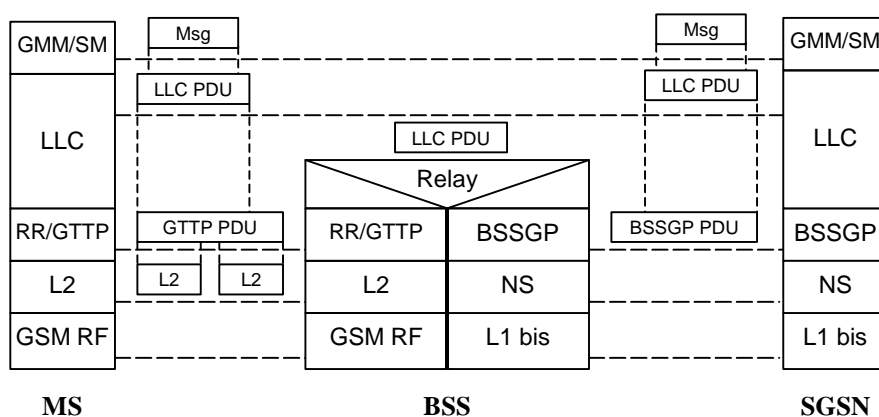 Msg Msg
GMM/SM GMM/SM
LLC PDU LLC PDU
LLC LLC PDU LLC
Relay
RR/GTTP GTTP PDU RR/GTTP BSSGP BSSGP PDU BSSGP
L2 L2 L2 L2 NS NS
GSM RF GSM RF L1 bis L1 bis
MS BSS SGSN